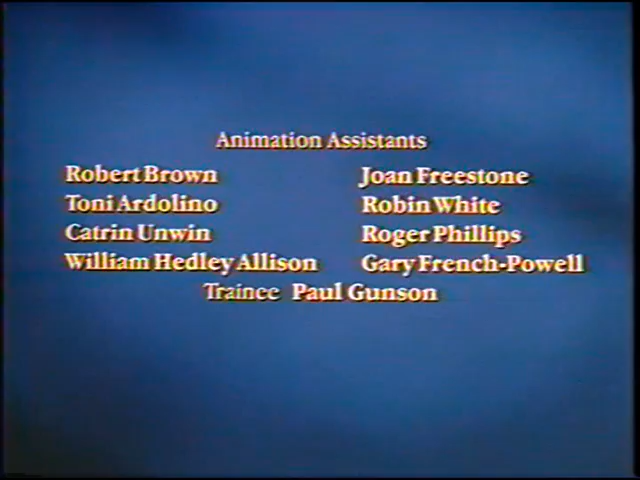 Animation Assistants
Robert Brown Joan Freestone
Toni Ardolino Robin White
Catrin Unwin Roger Phillips
William Hedley Allison Gary French-Powell
Trainee Paul Gunson